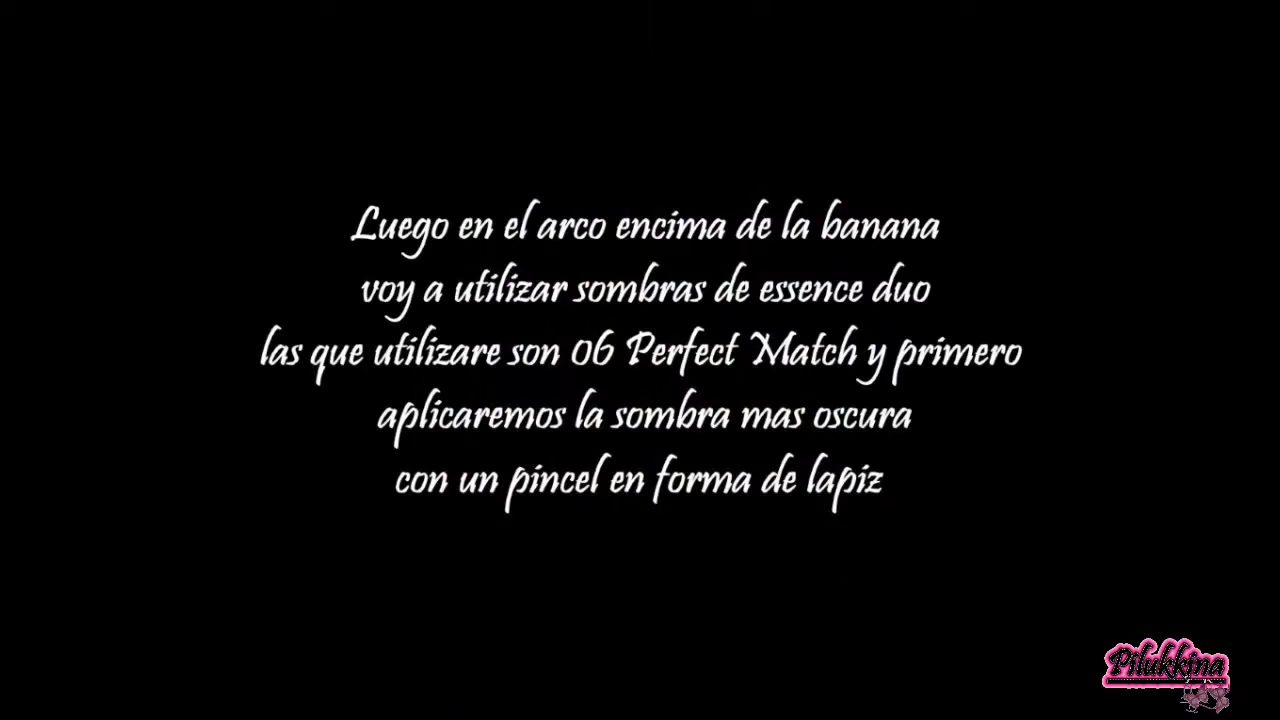 Luego en el arco encima de la banana
voy a utilizar sombras de essence duo
las que utilizare son 06 Perfect Match y primero
aplicaremos la sombra mas oscura
con un pincel en forma de lapiz
Pilukkina